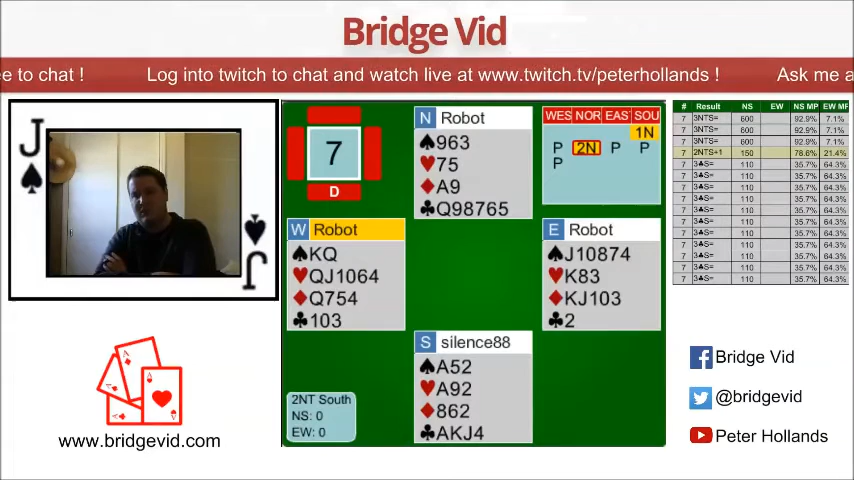 Bridge Vid
e to chat ! Log into twitch to chat and watch live at www.twitch.tv/peterhollands ! Ask me a
J
J
7
D
N Robot
♠963
♥75
♦A9
♣Q98765
WES NOR EAS SOU
1N
P 2N P P
P
W Robot
♠KQ
♥QJ1064
♦Q754
♣103
E Robot
♠J10874
♥K83
♦KJ103
♣2
S silence88
♠A52
♥A92
♦862
♣AKJ4
2NT South
NS: 0
EW: 0
# Result NS EW NS MP EW MP
7 3NTS= 600 92.9% 7.1%
7 3NTS= 600 92.9% 7.1%
7 3NTS= 600 92.9% 7.1%
7 2NTS+1 150 78.6% 21.4%
7 3♣S= 110 35.7% 64.3%
7 3♣S= 110 35.7% 64.3%
7 3♣S= 110 35.7% 64.3%
7 3♣S= 110 35.7% 64.3%
7 3♣S= 110 35.7% 64.3%
7 3♣S= 110 35.7% 64.3%
7 3♣S= 110 35.7% 64.3%
7 3♣S= 110 35.7% 64.3%
7 3♣S= 110 35.7% 64.3%
7 3♣S= 110 35.7% 64.3%
7 3♣S= 110 35.7% 64.3%
A
A
A
www.bridgevid.com
Bridge Vid
@bridgevid
Peter Hollands